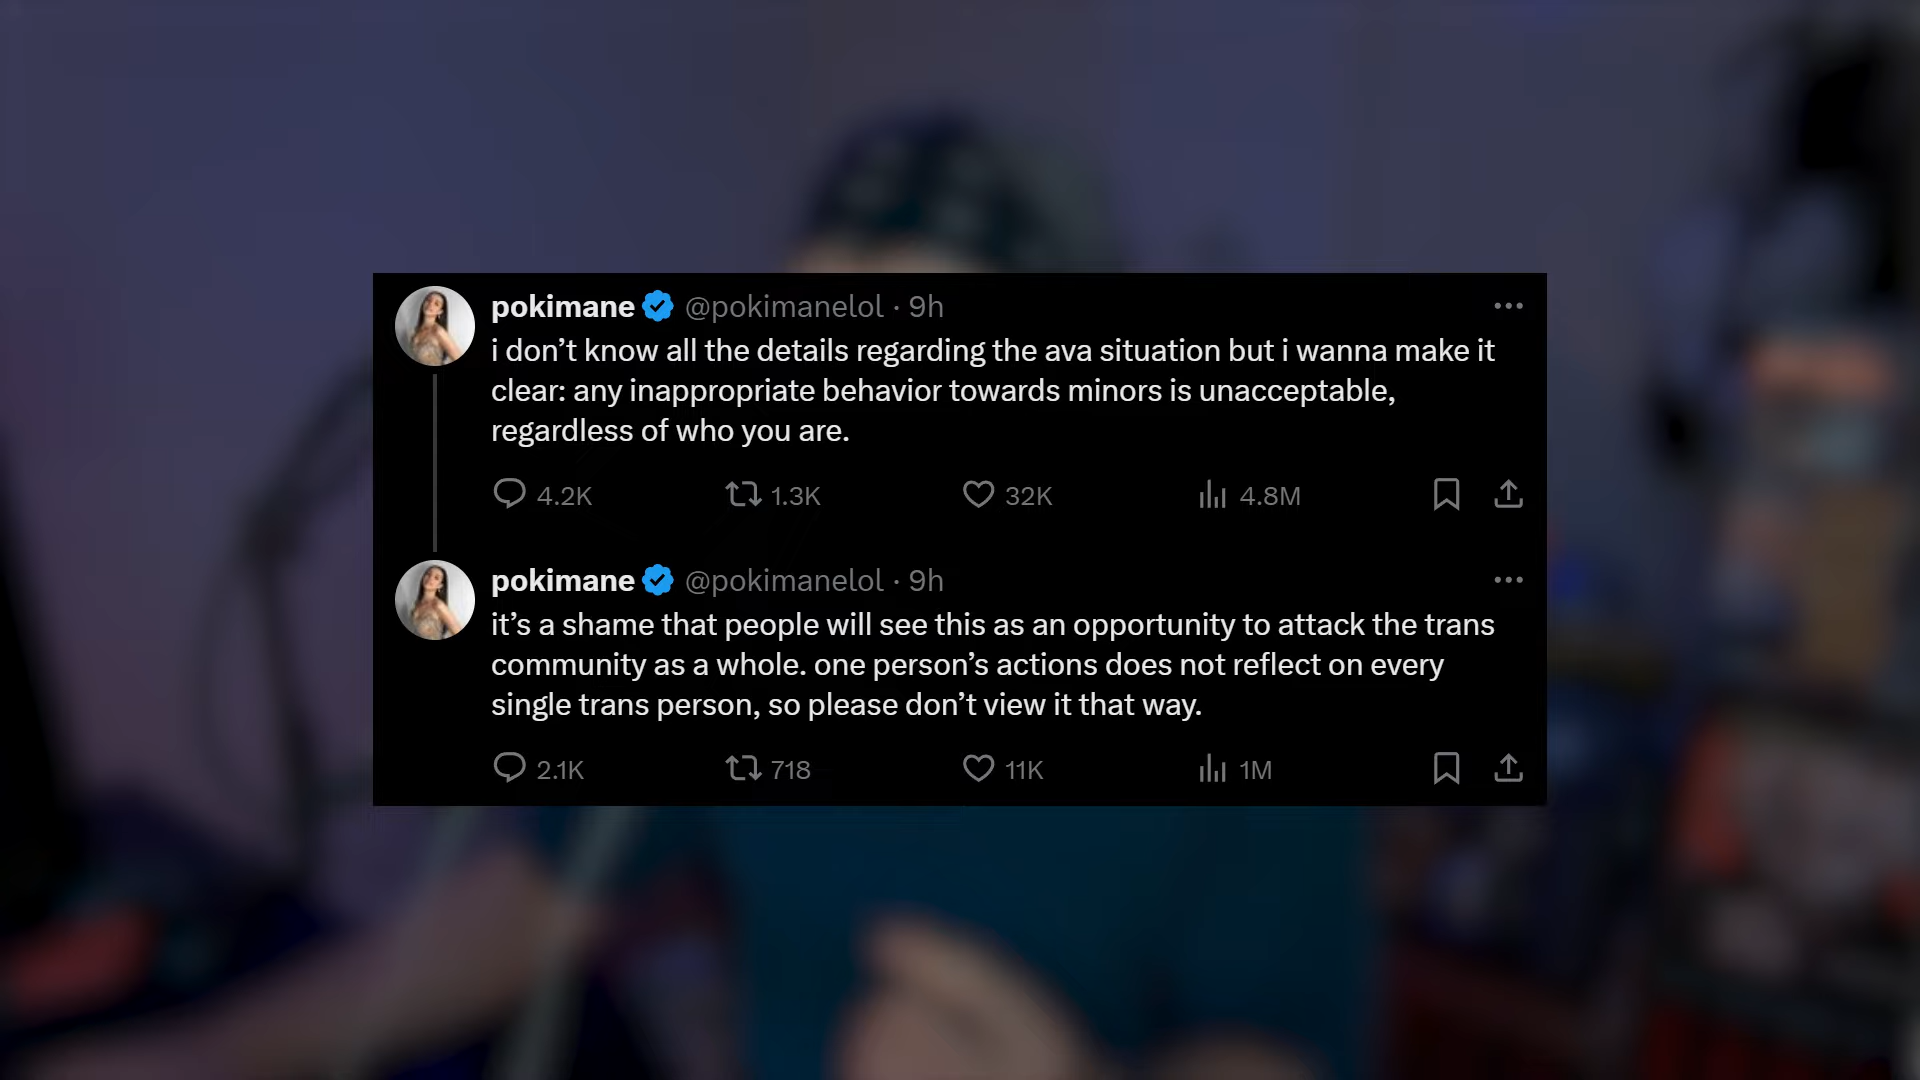 pokimane @pokimanelol · 9h
i don’t know all the details regarding the ava situation but i wanna make it
clear: any inappropriate behavior towards minors is unacceptable,
regardless of who you are.
4.2K 1.3K 32K 4.8M
pokimane @pokimanelol · 9h
it’s a shame that people will see this as an opportunity to attack the trans
community as a whole. one person’s actions does not reflect on every
single trans person, so please don’t view it that way.
2.1K 718 11K 1M